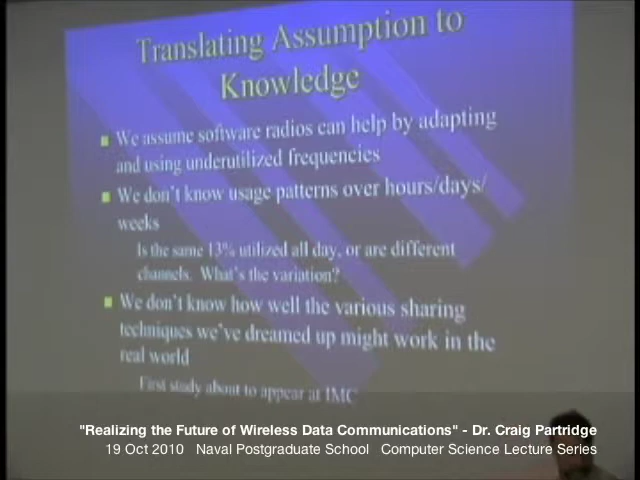 Translating Assumption to
Knowledge
We assume software radios can help by adapting
and using underutilized frequencies
We don't know usage patterns over hours/days/
weeks
Is the same 13% utilized all day, or are different
channels. What's the variation?
We don't know how well the various sharing
techniques we've dreamed up might work in the
real world
First study about to appear at IMC
"Realizing the Future of Wireless Data Communications" - Dr. Craig Partridge
19 Oct 2010 Naval Postgraduate School Computer Science Lecture Series